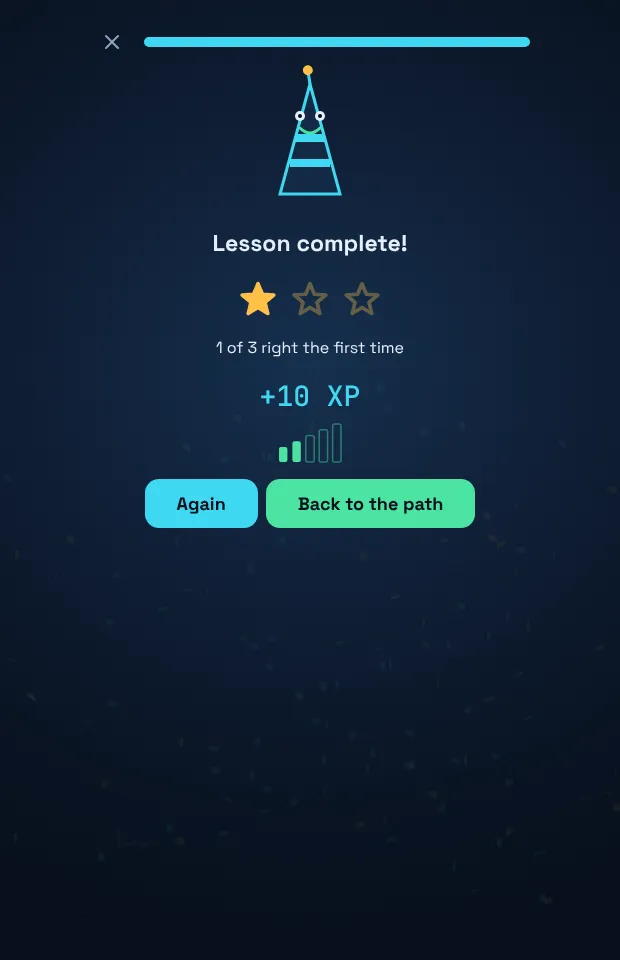 Lesson complete!
1 of 3 right the first time
+10 XP
Again
Back to the path